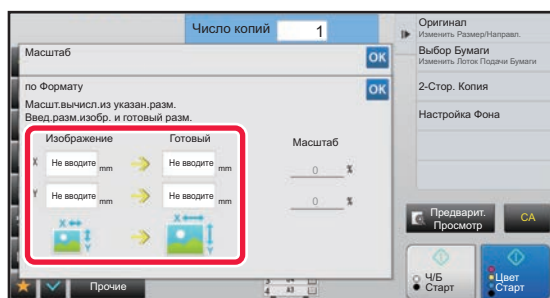 Число копий 1
Масштаб OK
по Формату OK
Масшт.вычисл.из указан.разм.
Введ.разм.изобр. и готовый разм.
Изображение Готовый Масштаб
X Не вводите mm Не вводите mm 0 %
Y Не вводите mm Не вводите mm 0 %
X Y X Y
Прочие
Оригинал
Изменить Размер/Направл.
Выбор Бумаги
Изменить Лоток Подачи Бумаги
2-Стор. Копия
Настройка Фона
Предварит.
Просмотр
CA
Ч/Б
Старт
Цвет
Старт